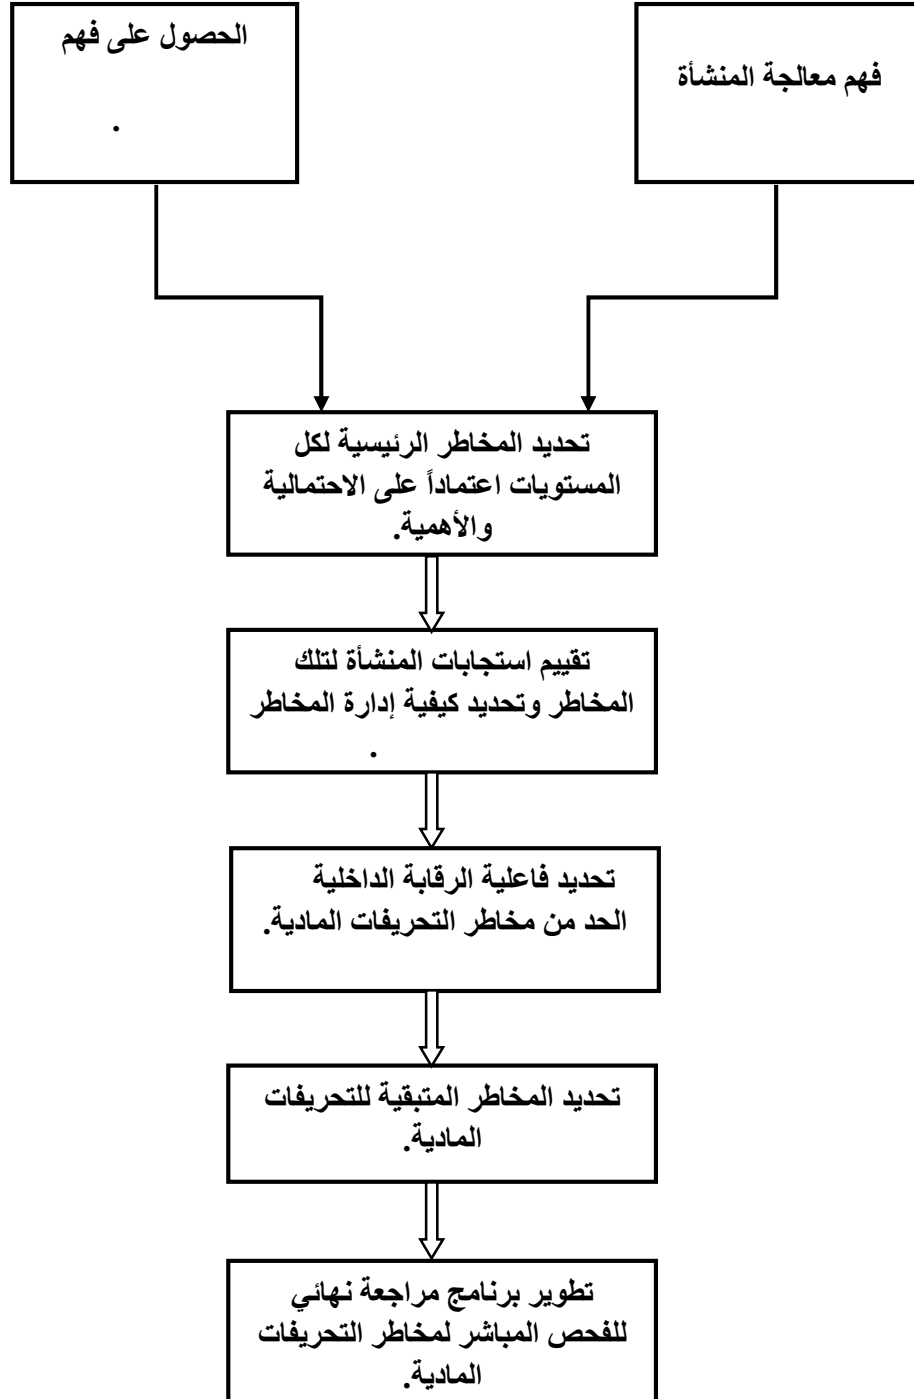 الحصول على فهم
.
فهم معالجة المنشأة
تحديد المخاطر الرئيسية لكل
المستويات اعتماداً على الاحتمالية
والأهمية.
تقييم استجابات المنشأة لتلك
المخاطر وتحديد كيفية إدارة المخاطر
.
تحديد فاعلية الرقابة الداخلية
الحد من مخاطر التحريفات المادية.
تحديد المخاطر المتبقية للتحريفات
المادية.
تطوير برنامج مراجعة نهائي
للفحص المباشر لمخاطر التحريفات
المادية.